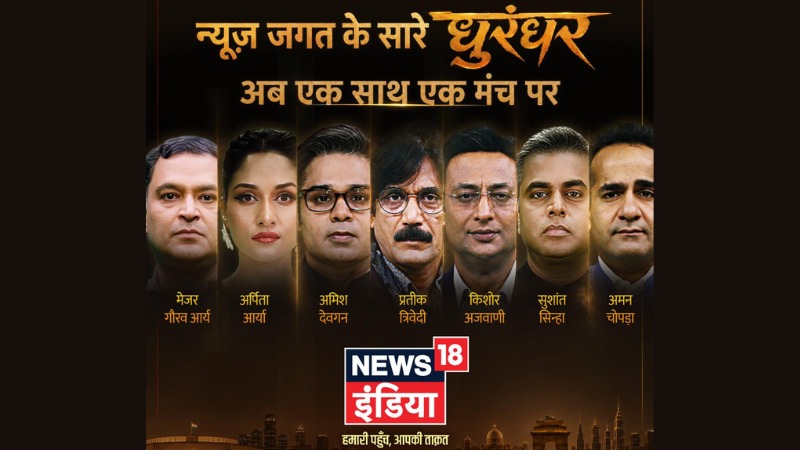 न्यूज़ जगत के सारे धुरंधर
अब एक साथ एक मंच पर
मेजर
गौरव आर्य
अर्पिता
आर्या
अमिश
देवगन
प्रतीक
त्रिवेदी
किशोर
अजवाणी
सुशांत
सिन्हा
अमन
चोपड़ा
NEWS 18
इंडिया
हमारी पहुँच, आपकी ताक़त